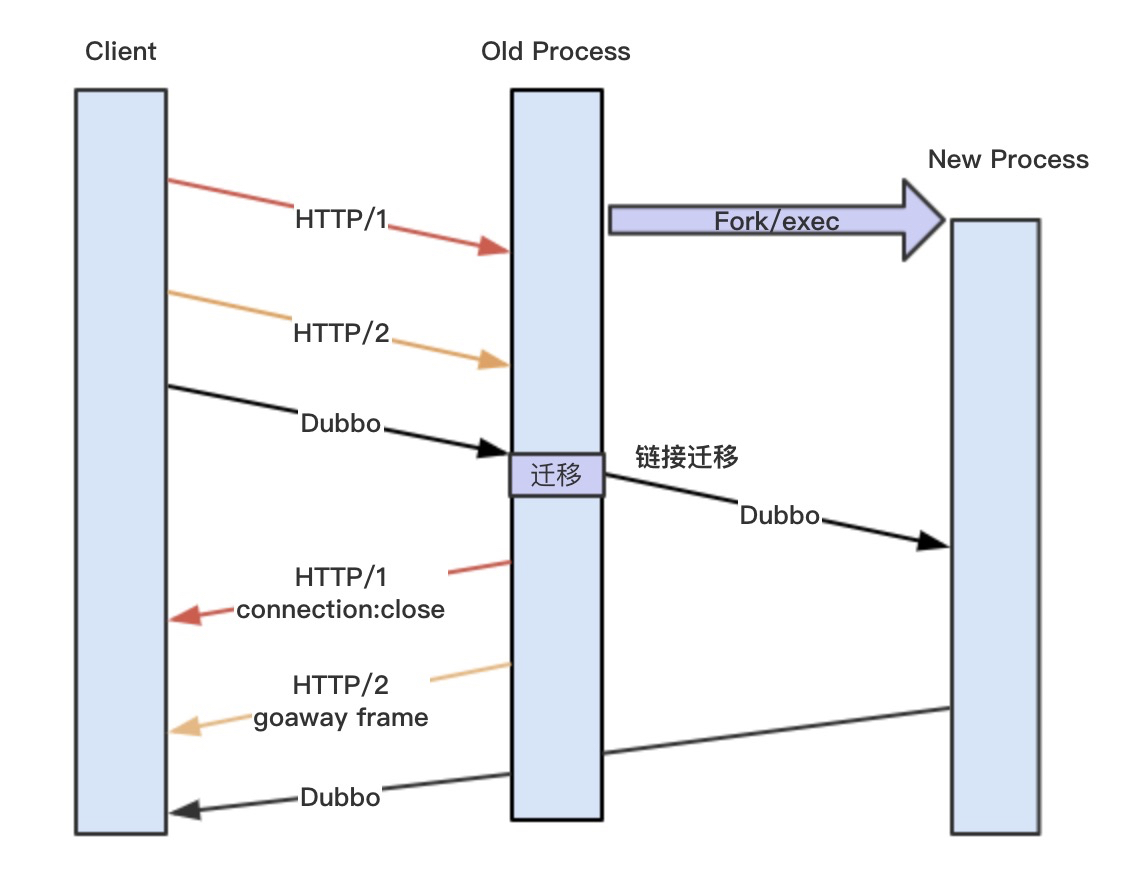 Client
Old Process
New Process
HTTP/1
Fork/exec
HTTP/2
Dubbo
链接迁移
迁移
Dubbo
HTTP/1
connection:close
HTTP/2
goaway frame
Dubbo